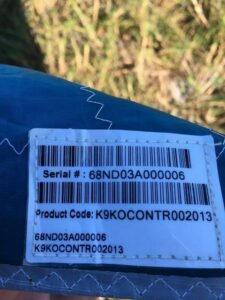 Serial # : 68ND03A000006
Product Code: K9KOCONTR002013
68ND03A000006
K9KOCONTR002013